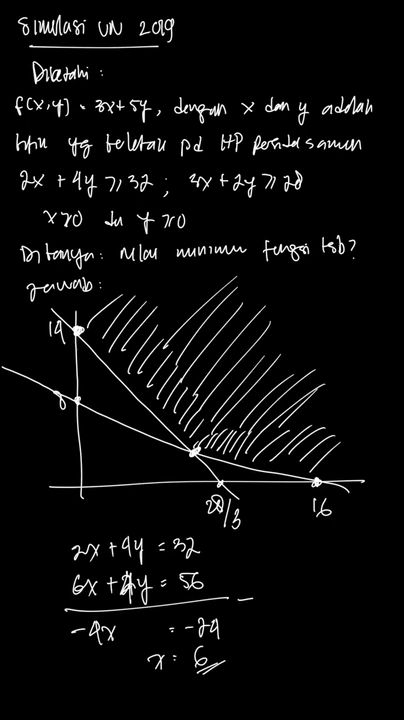 Simulasi UN 2019
Diketahui :
f(x,y) = 3x+5y, dengan x dan y adalah
yg terletak pd HP Pertidaksamaan
2x + 4y ≥ 32 ; 3x + 2y ≥ 28
x ≥ 0 dan y ≥ 0
Ditanya : nilai minimum fungsi tsb?
Jawab :
14
8
28/3
16
2x + 4y = 32
6x + 4y = 56
-
-4x = -24
x = 6